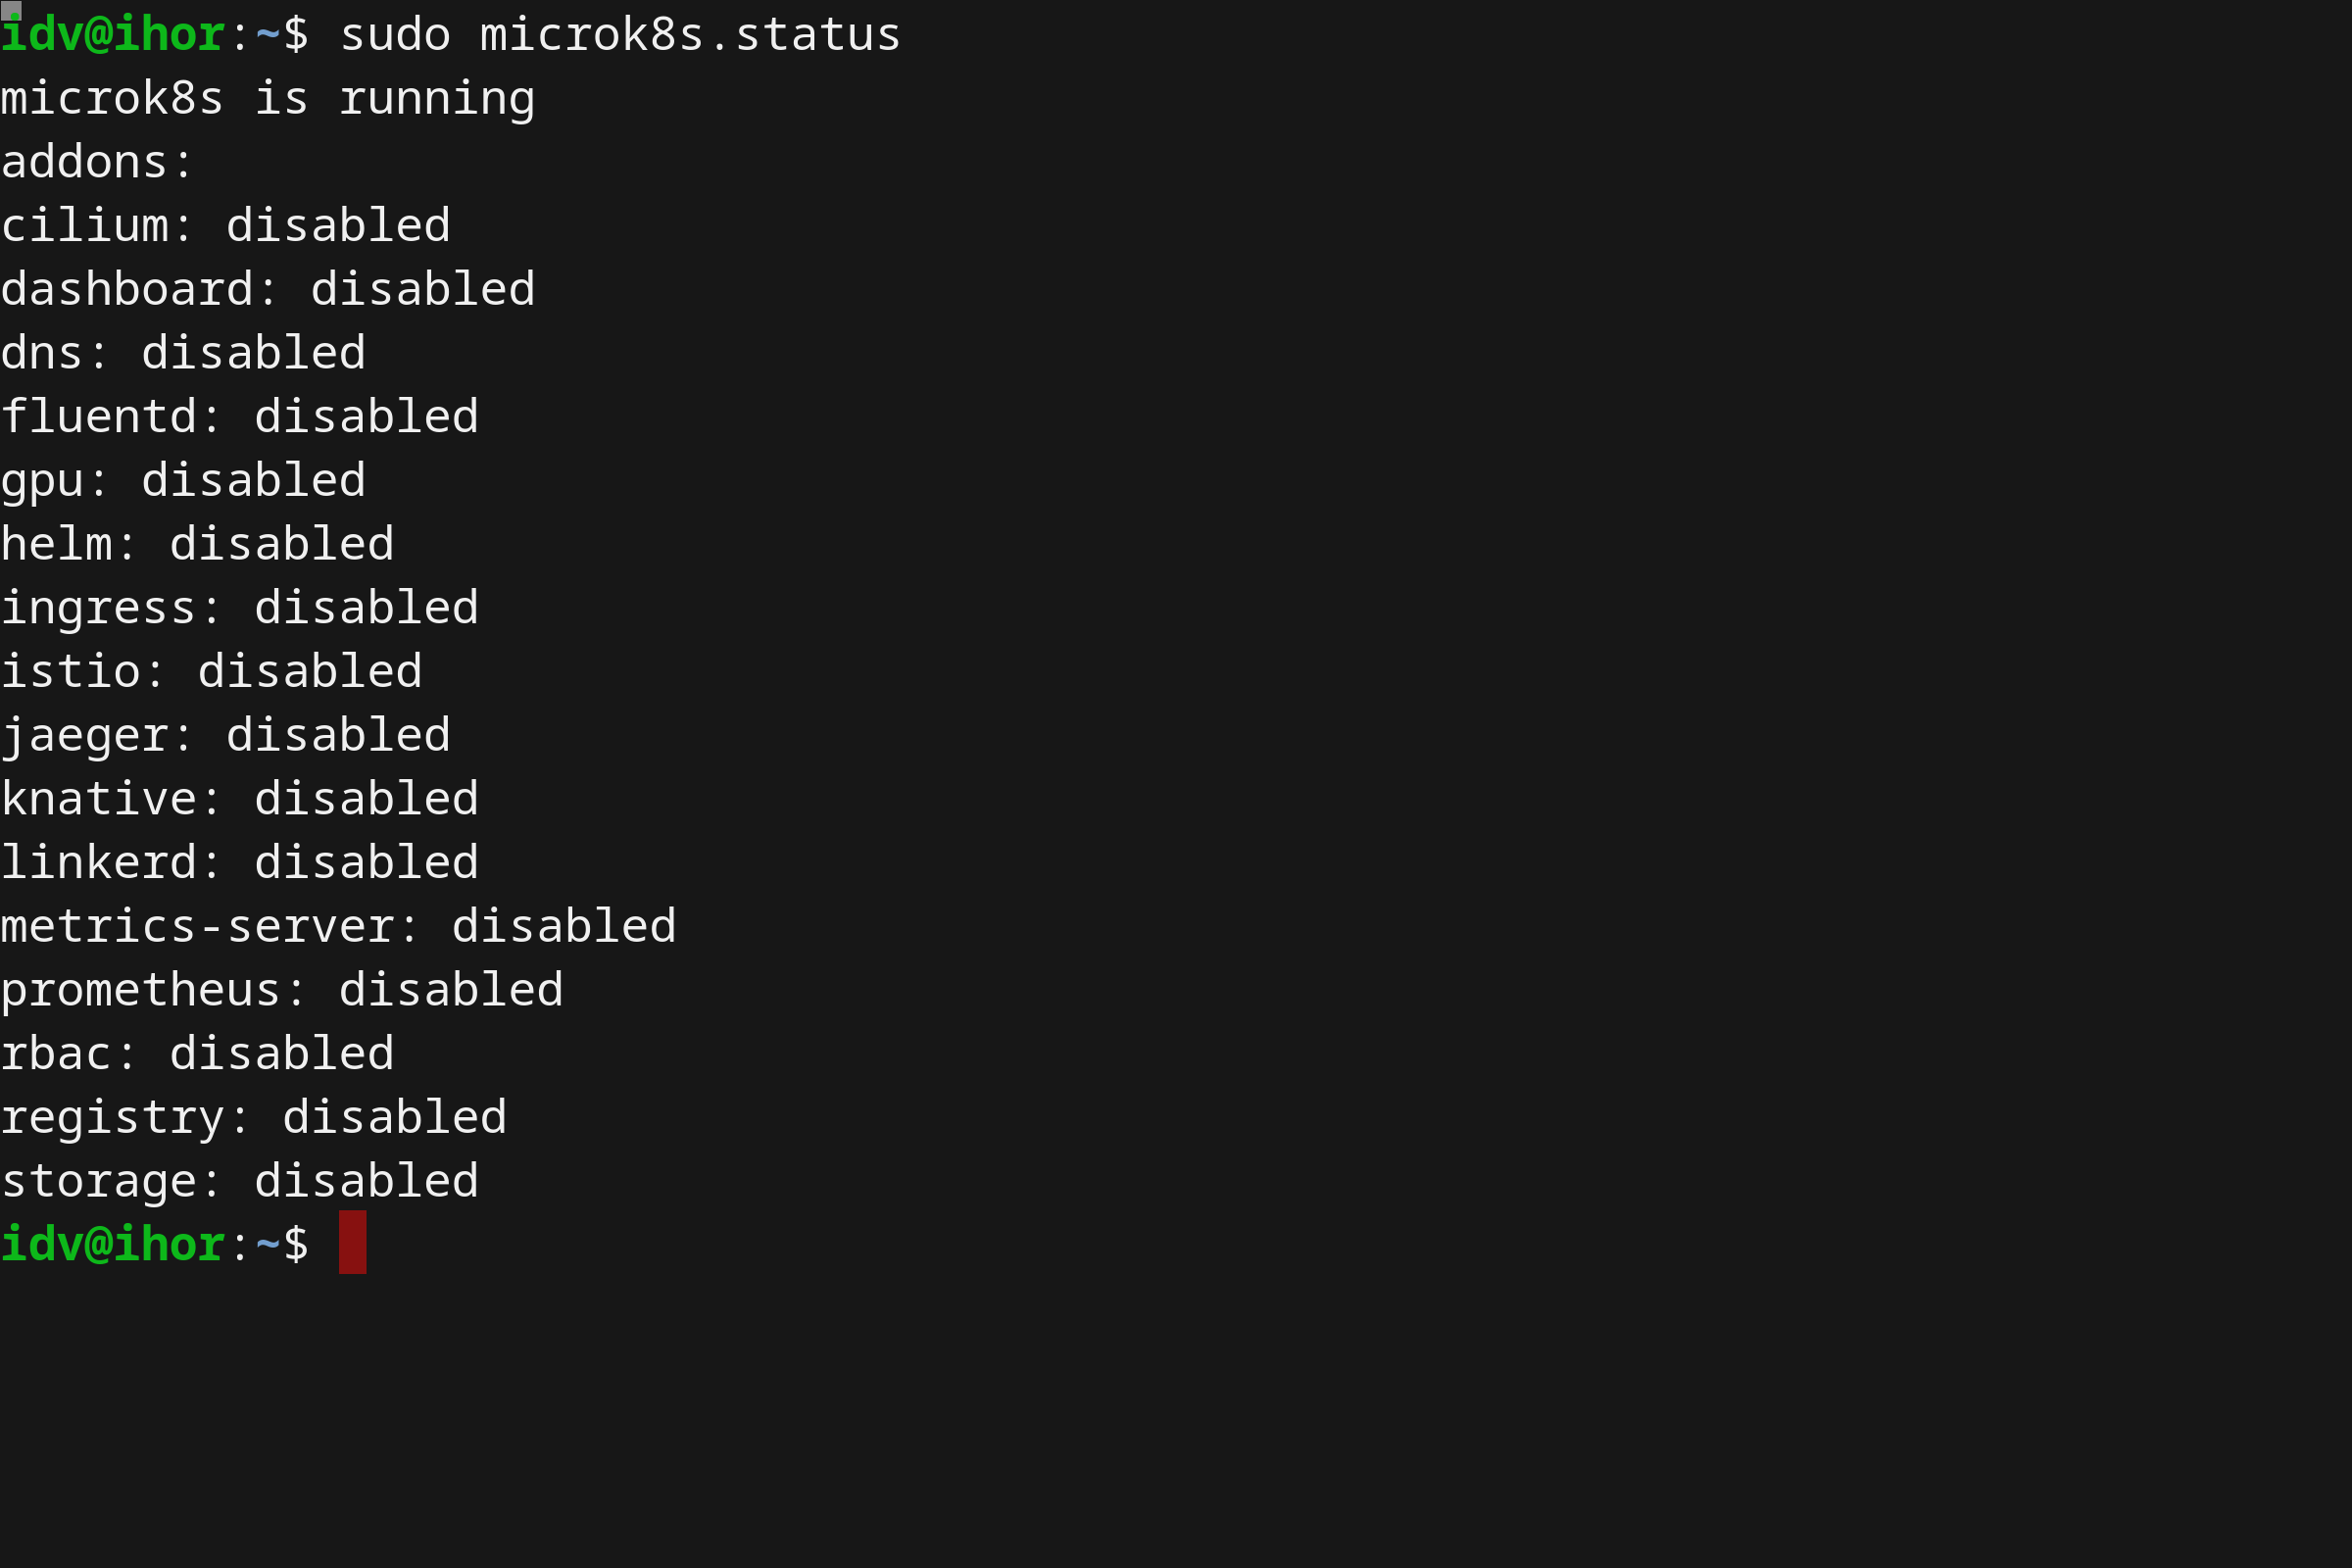 idv@ihor:~$ sudo microk8s.status
microk8s is running
addons:
cilium: disabled
dashboard: disabled
dns: disabled
fluentd: disabled
gpu: disabled
helm: disabled
ingress: disabled
istio: disabled
jaeger: disabled
knative: disabled
linkerd: disabled
metrics-server: disabled
prometheus: disabled
rbac: disabled
registry: disabled
storage: disabled
idv@ihor:~$